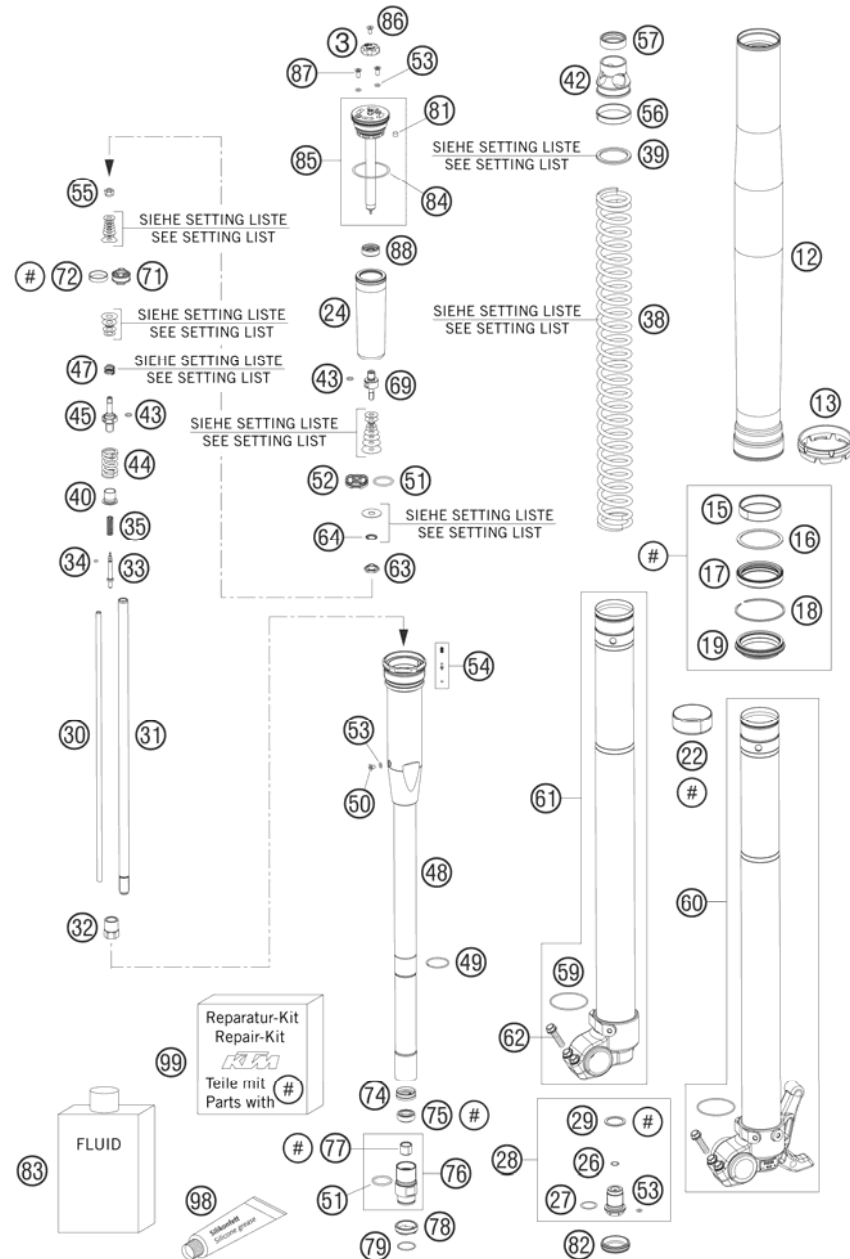 86
3
57
87
53
42
81
56
SIEHE SETTING LISTE
SEE SETTING LIST
39
85
55
SIEHE SETTING LISTE
SEE SETTING LIST
84
12
# 72 71
88
24
SIEHE SETTING LISTE
SEE SETTING LIST
38
SIEHE SETTING LISTE
SEE SETTING LIST
47
SIEHE SETTING LISTE
SEE SETTING LIST
43
69
45
43
13
SIEHE SETTING LISTE
SEE SETTING LIST
44
52
51
40
15
SIEHE SETTING LISTE
SEE SETTING LIST
16
35
64
#
34
33
63
17
18
19
54
30
31
53
22
50
61
#
48
60
32
49
59
Reparatur-Kit
Repair-Kit
KTM
Teile mit
Parts with #
99
62
74
75 #
29 #
FLUID
# 77
28
26
83
76
51
27
53
98
Silikonfett
Silicone grease
78
79
82